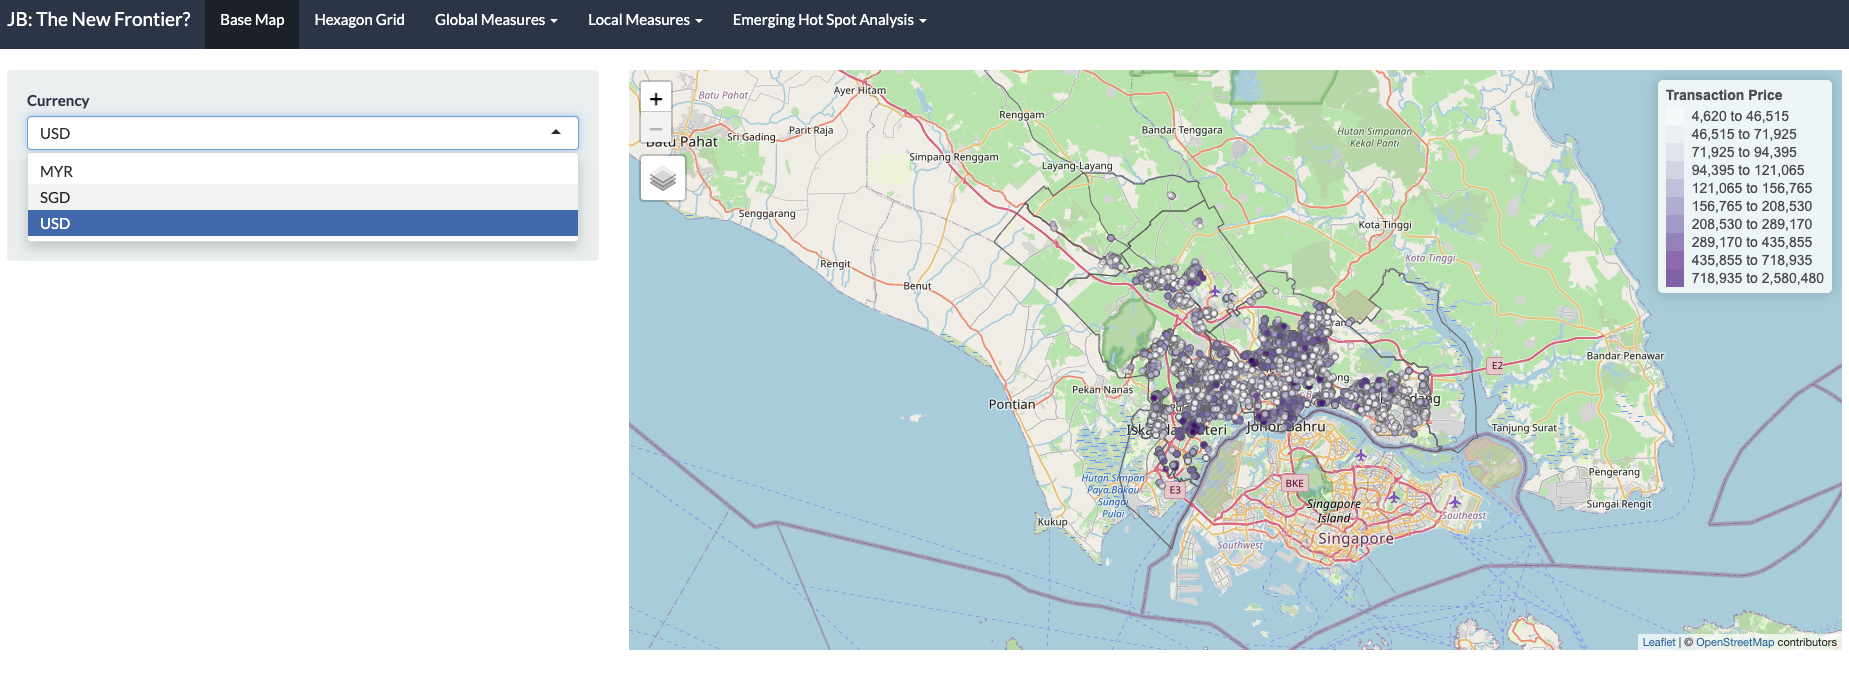 JB: The New Frontier?
Base Map
Hexagon Grid
Global Measures
Local Measures
Emerging Hot Spot Analysis
Currency
USD
MYR
SGD
USD
+
−
Transaction Price
4,620 to 46,515
46,515 to 71,925
71,925 to 94,395
94,395 to 121,065
121,065 to 156,765
156,765 to 208,530
208,530 to 289,170
289,170 to 435,855
435,855 to 718,935
718,935 to 2,580,480
Batu Pahat
Ayer Hitam
Renggam
Parit Raja
Sri Gading
Batu Pahat
Bandar Tenggara
Hutan Simpanan
Kekal Panti
Simpang Renggam
Layang-Layang
Senggarang
Kota Tinggi
Kota Tinggi
Rengit
Benut
Bandar Penawar
E2
Pekan Nanas
Pontian
Johor Bahru
Tanjung Surat
Pengerang
Sungai Rengit
Hutan Simpan
Paya Bakau
Sungai
Pulai
E3
BKE
Singapore
Island
Southeast
Kukup
Singapore
Southwest
Leaflet | © OpenStreetMap contributors